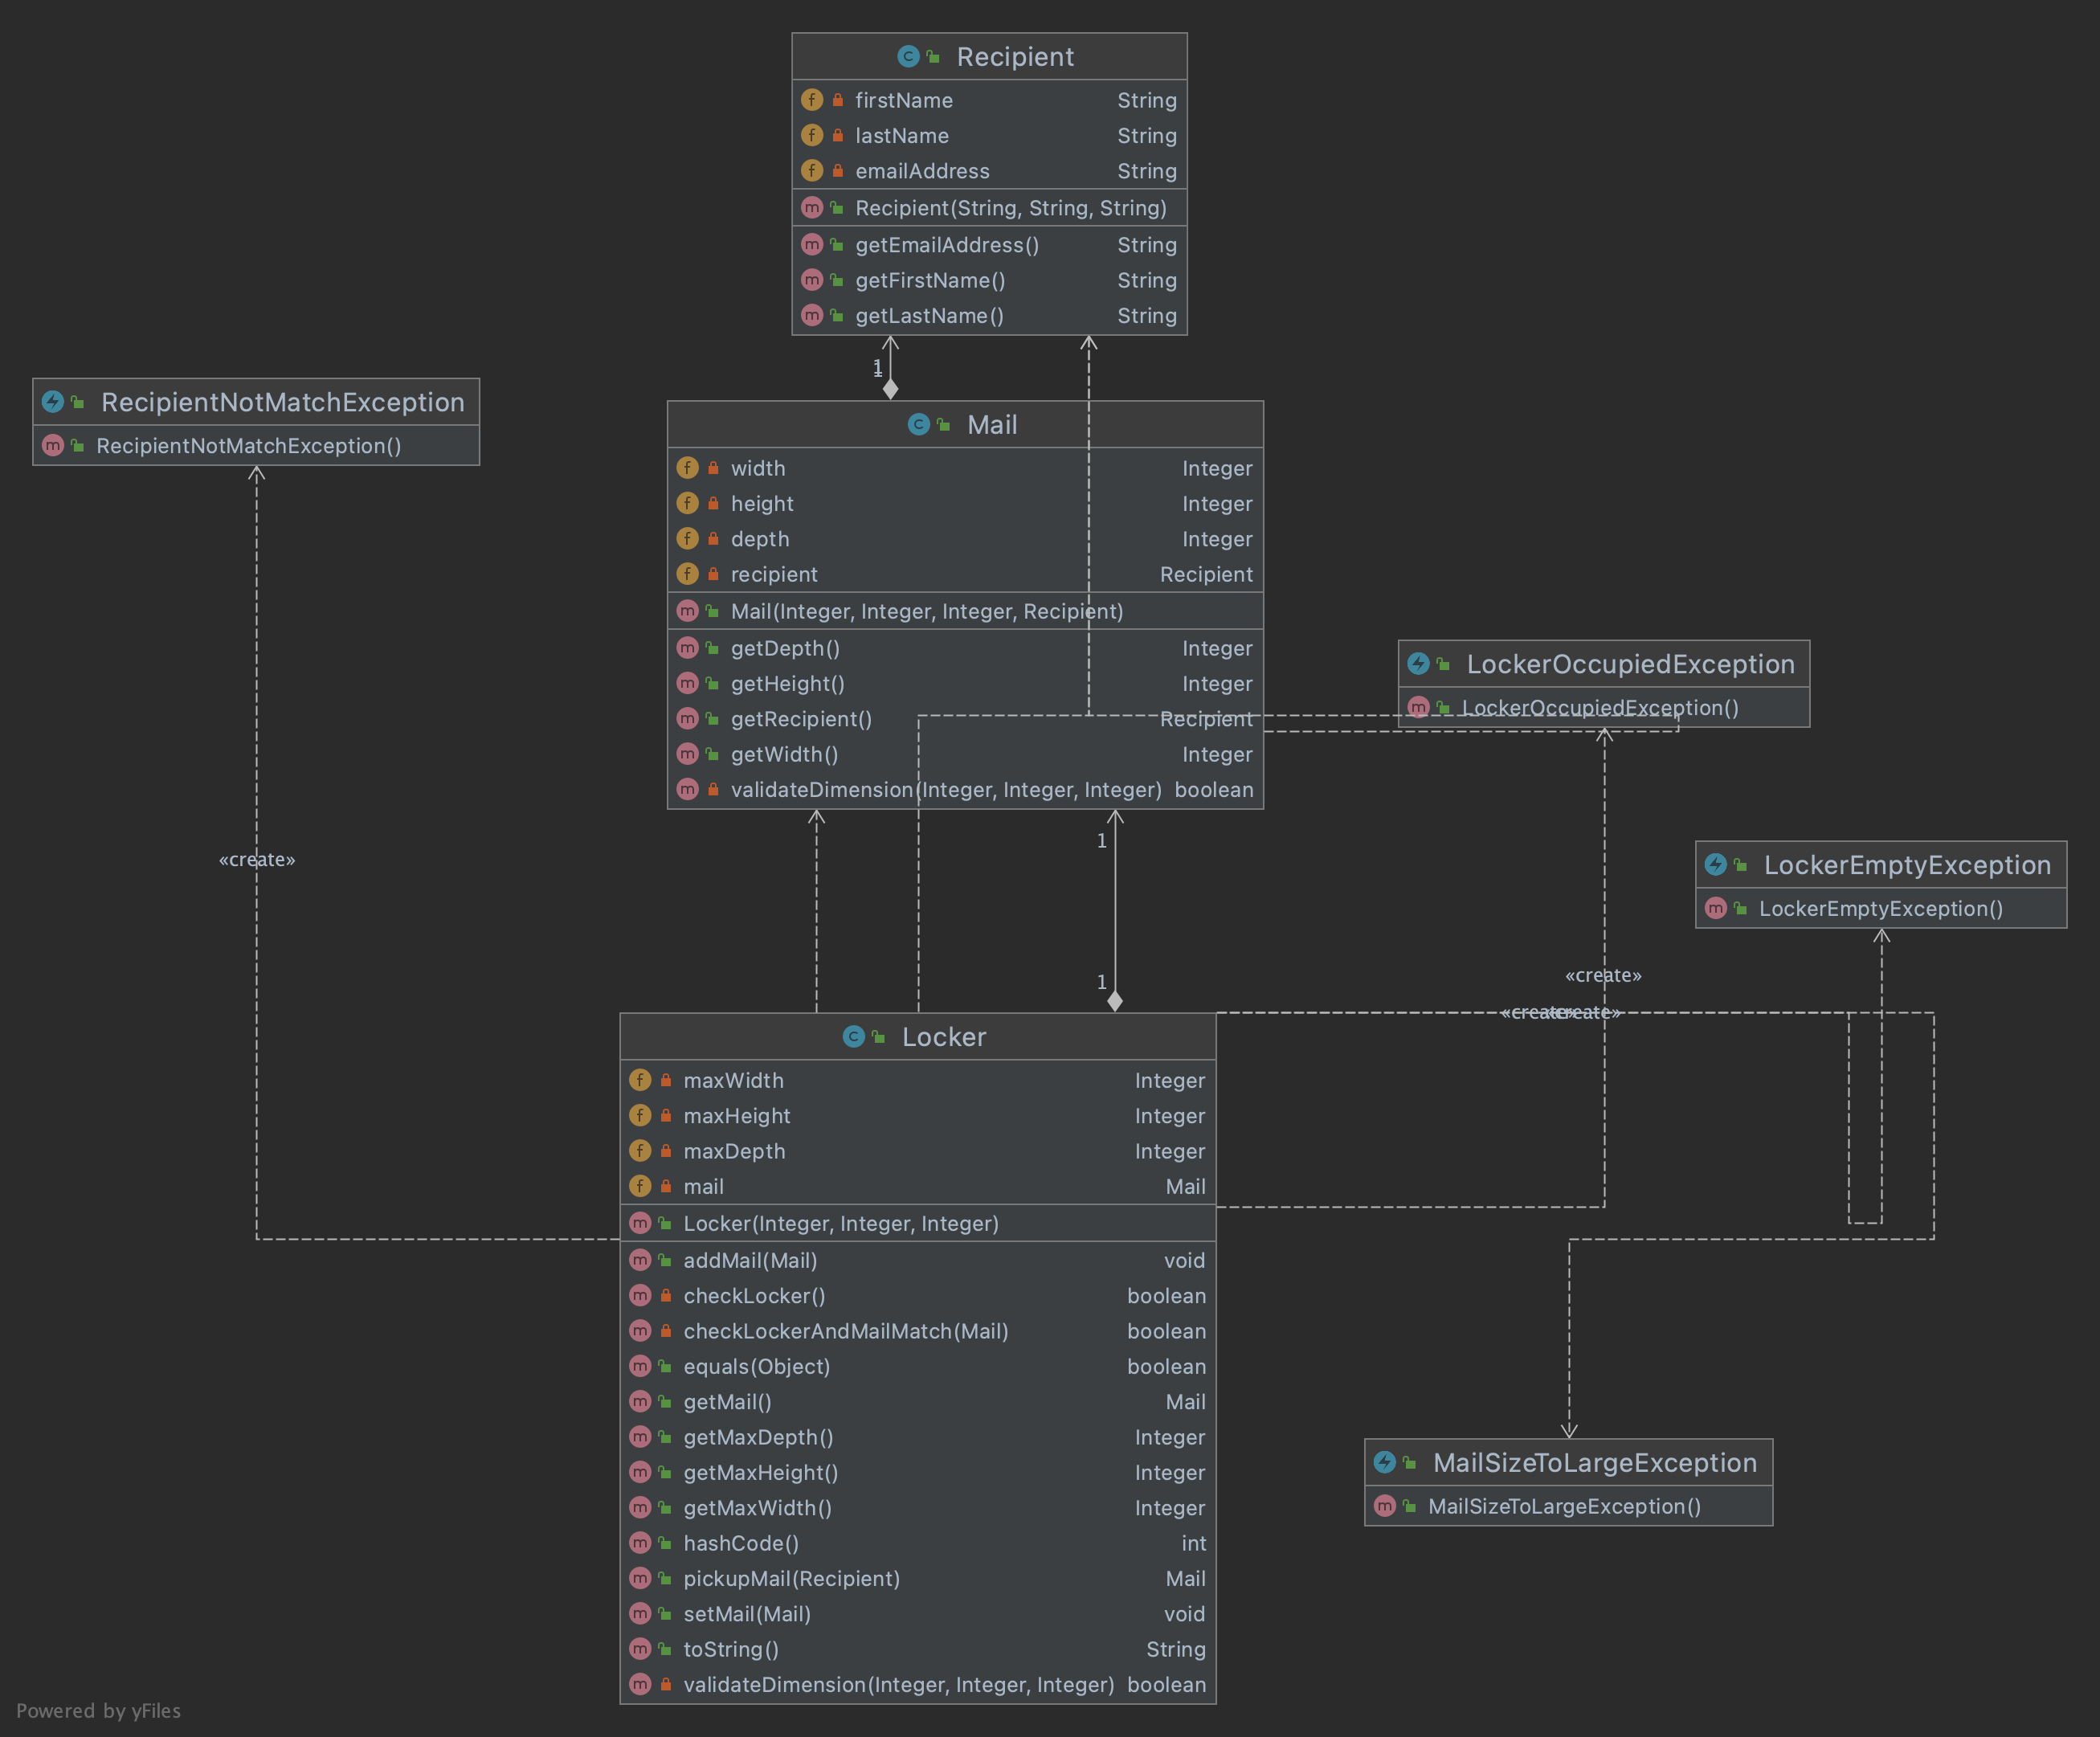 Recipient
firstName String
lastName String
emailAddress String
Recipient(String, String, String)
getEmailAddress() String
getFirstName() String
getLastName() String
1
1
RecipientNotMatchException
RecipientNotMatchException()
Mail
width Integer
height Integer
depth Integer
recipient Recipient
Mail(Integer, Integer, Integer, Recipient)
getDepth() Integer
getHeight() Integer
getRecipient() Recipient
getWidth() Integer
validateDimension(Integer, Integer, Integer) boolean
LockerOccupiedException
LockerOccupiedException()
1
«create»
LockerEmptyException
LockerEmptyException()
«create»
1
«create»
«create»
Locker
maxWidth Integer
maxHeight Integer
maxDepth Integer
mail Mail
Locker(Integer, Integer, Integer)
addMail(Mail) void
checkLocker() boolean
checkLockerAndMailMatch(Mail) boolean
equals(Object) boolean
getMail() Mail
getMaxDepth() Integer
getMaxHeight() Integer
getMaxWidth() Integer
hashCode() int
pickupMail(Recipient) Mail
setMail(Mail) void
toString() String
validateDimension(Integer, Integer, Integer) boolean
MailSizeToLargeException
MailSizeToLargeException()
Powered by yFiles